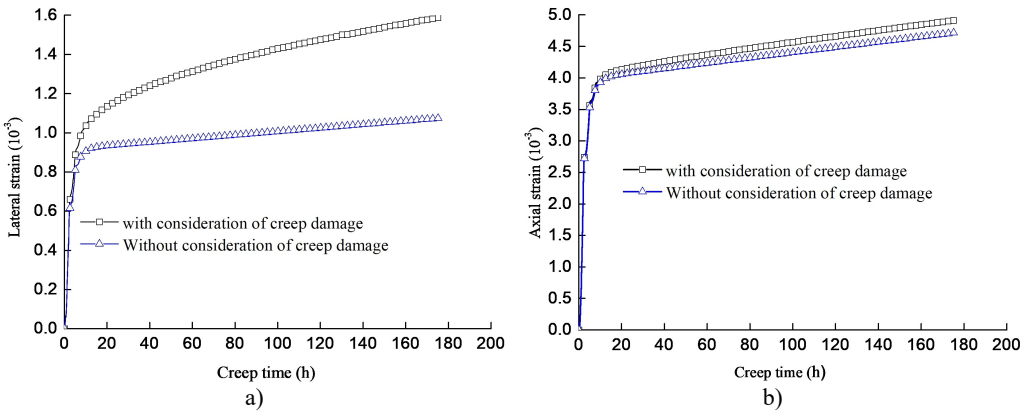 1.6
1.4
1.2
1.0
0.8
0.6
0.4
0.2
0.0
Lateral strain (10⁻³)
with consideration of creep damage
Without consideration of creep damage
0 20 40 60 80 100 120 140 160 180 200
Creep time (h)
a)
5.0
4.5
4.0
3.5
3.0
2.5
2.0
1.5
1.0
0.5
0.0
Axial strain (10⁻³)
with consideration of creep damage
Without consideration of creep damage
0 20 40 60 80 100 120 140 160 180 200
Creep time (h)
b)